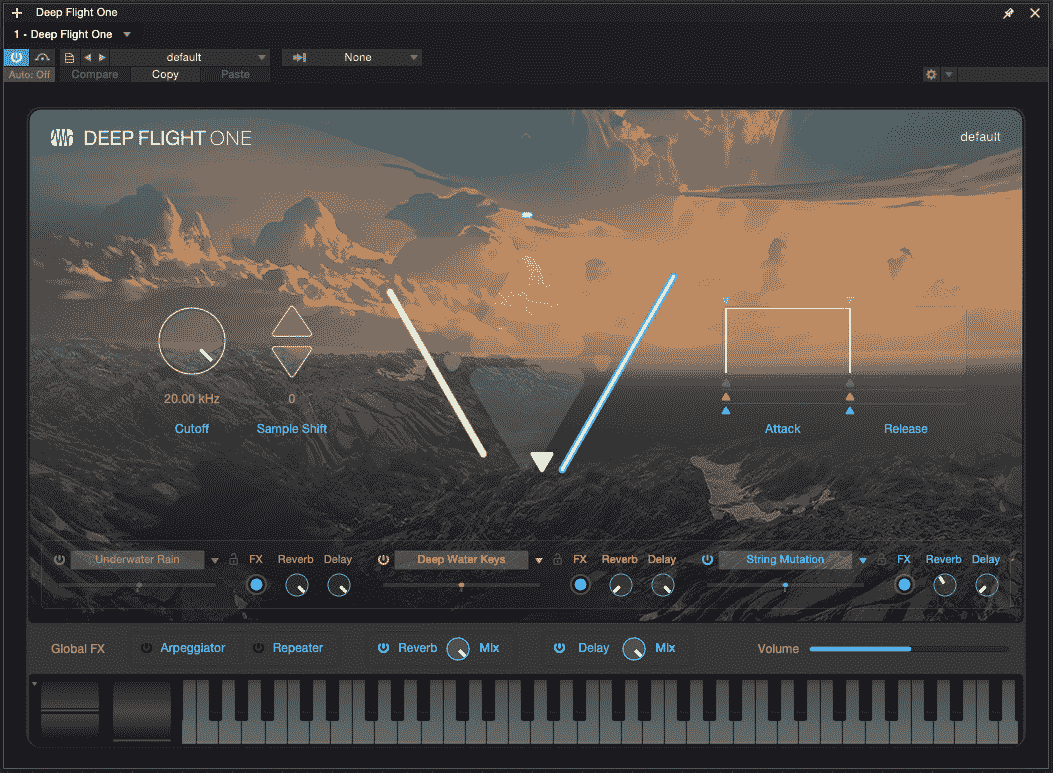 Deep Flight One
1 - Deep Flight One
default
None
Auto: Off
Compare
Copy
Paste
DEEP FLIGHT ONE
default
20.00 kHz
0
Cutoff
Sample Shift
Attack
Release
Underwater Rain
FX
Reverb
Delay
Deep Water Keys
FX
Reverb
Delay
String Mutation
FX
Reverb
Delay
Global FX
Arpeggiator
Repeater
Reverb
Mix
Delay
Mix
Volume